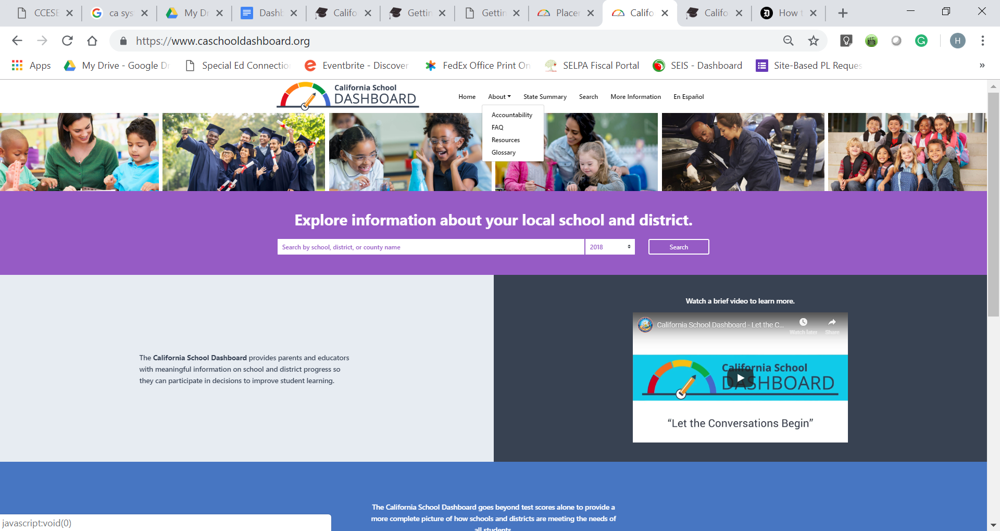 CCESE
ca sys
My Dr
Dashb
Califo
Gettin
Gettin
Placer
Califo
Califo
How t
https://www.caschooldashboard.org
H
Apps
My Drive - Google Dr
Special Ed Connectio
Eventbrite - Discover
FedEx Office Print On
SELPA Fiscal Portal
SEIS - Dashboard
Site-Based PL Reques
»
California School
DASHBOARD
Home
About
State Summary
Search
More Information
En Español
Accountability
FAQ
Resources
Glossary
Explore information about your local school and district.
Search by school, district, or county name
2018
Search
Watch a brief video to learn more.
California School Dashboard - Let the C...
Watch later
Share
California School
DASHBOARD
“Let the Conversations Begin”
The California School Dashboard provides parents and educators
with meaningful information on school and district progress so
they can participate in decisions to improve student learning.
The California School Dashboard goes beyond test scores alone to provide a
more complete picture of how schools and districts are meeting the needs of
all students.
javascript:void(0)